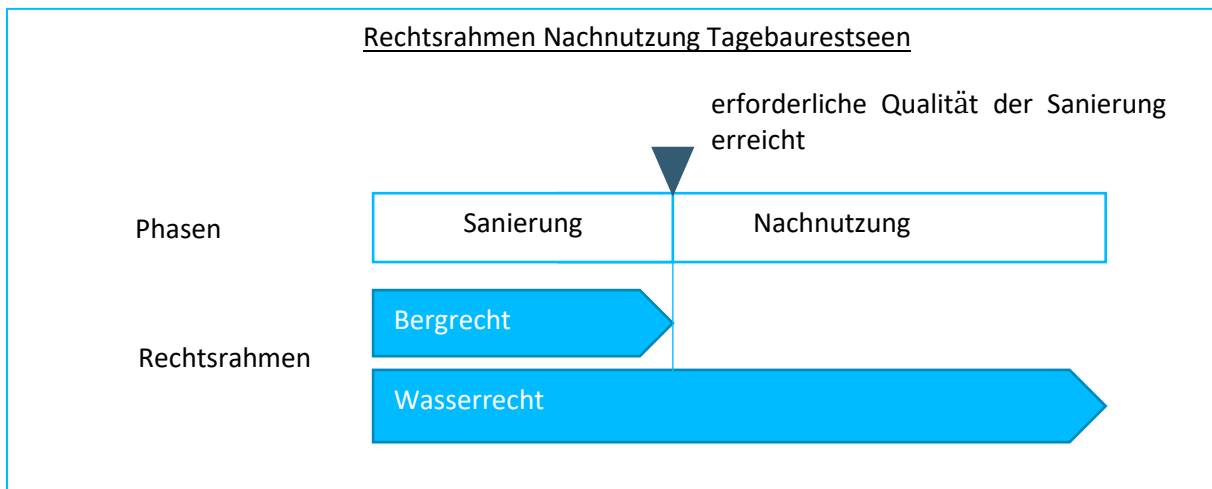 Rechtsrahmen Nachnutzung Tagebaurestseen
erforderliche Qualität der Sanierung
erreicht
Phasen
Sanierung
Nachnutzung
Bergrecht
Rechtsrahmen
Wasserrecht